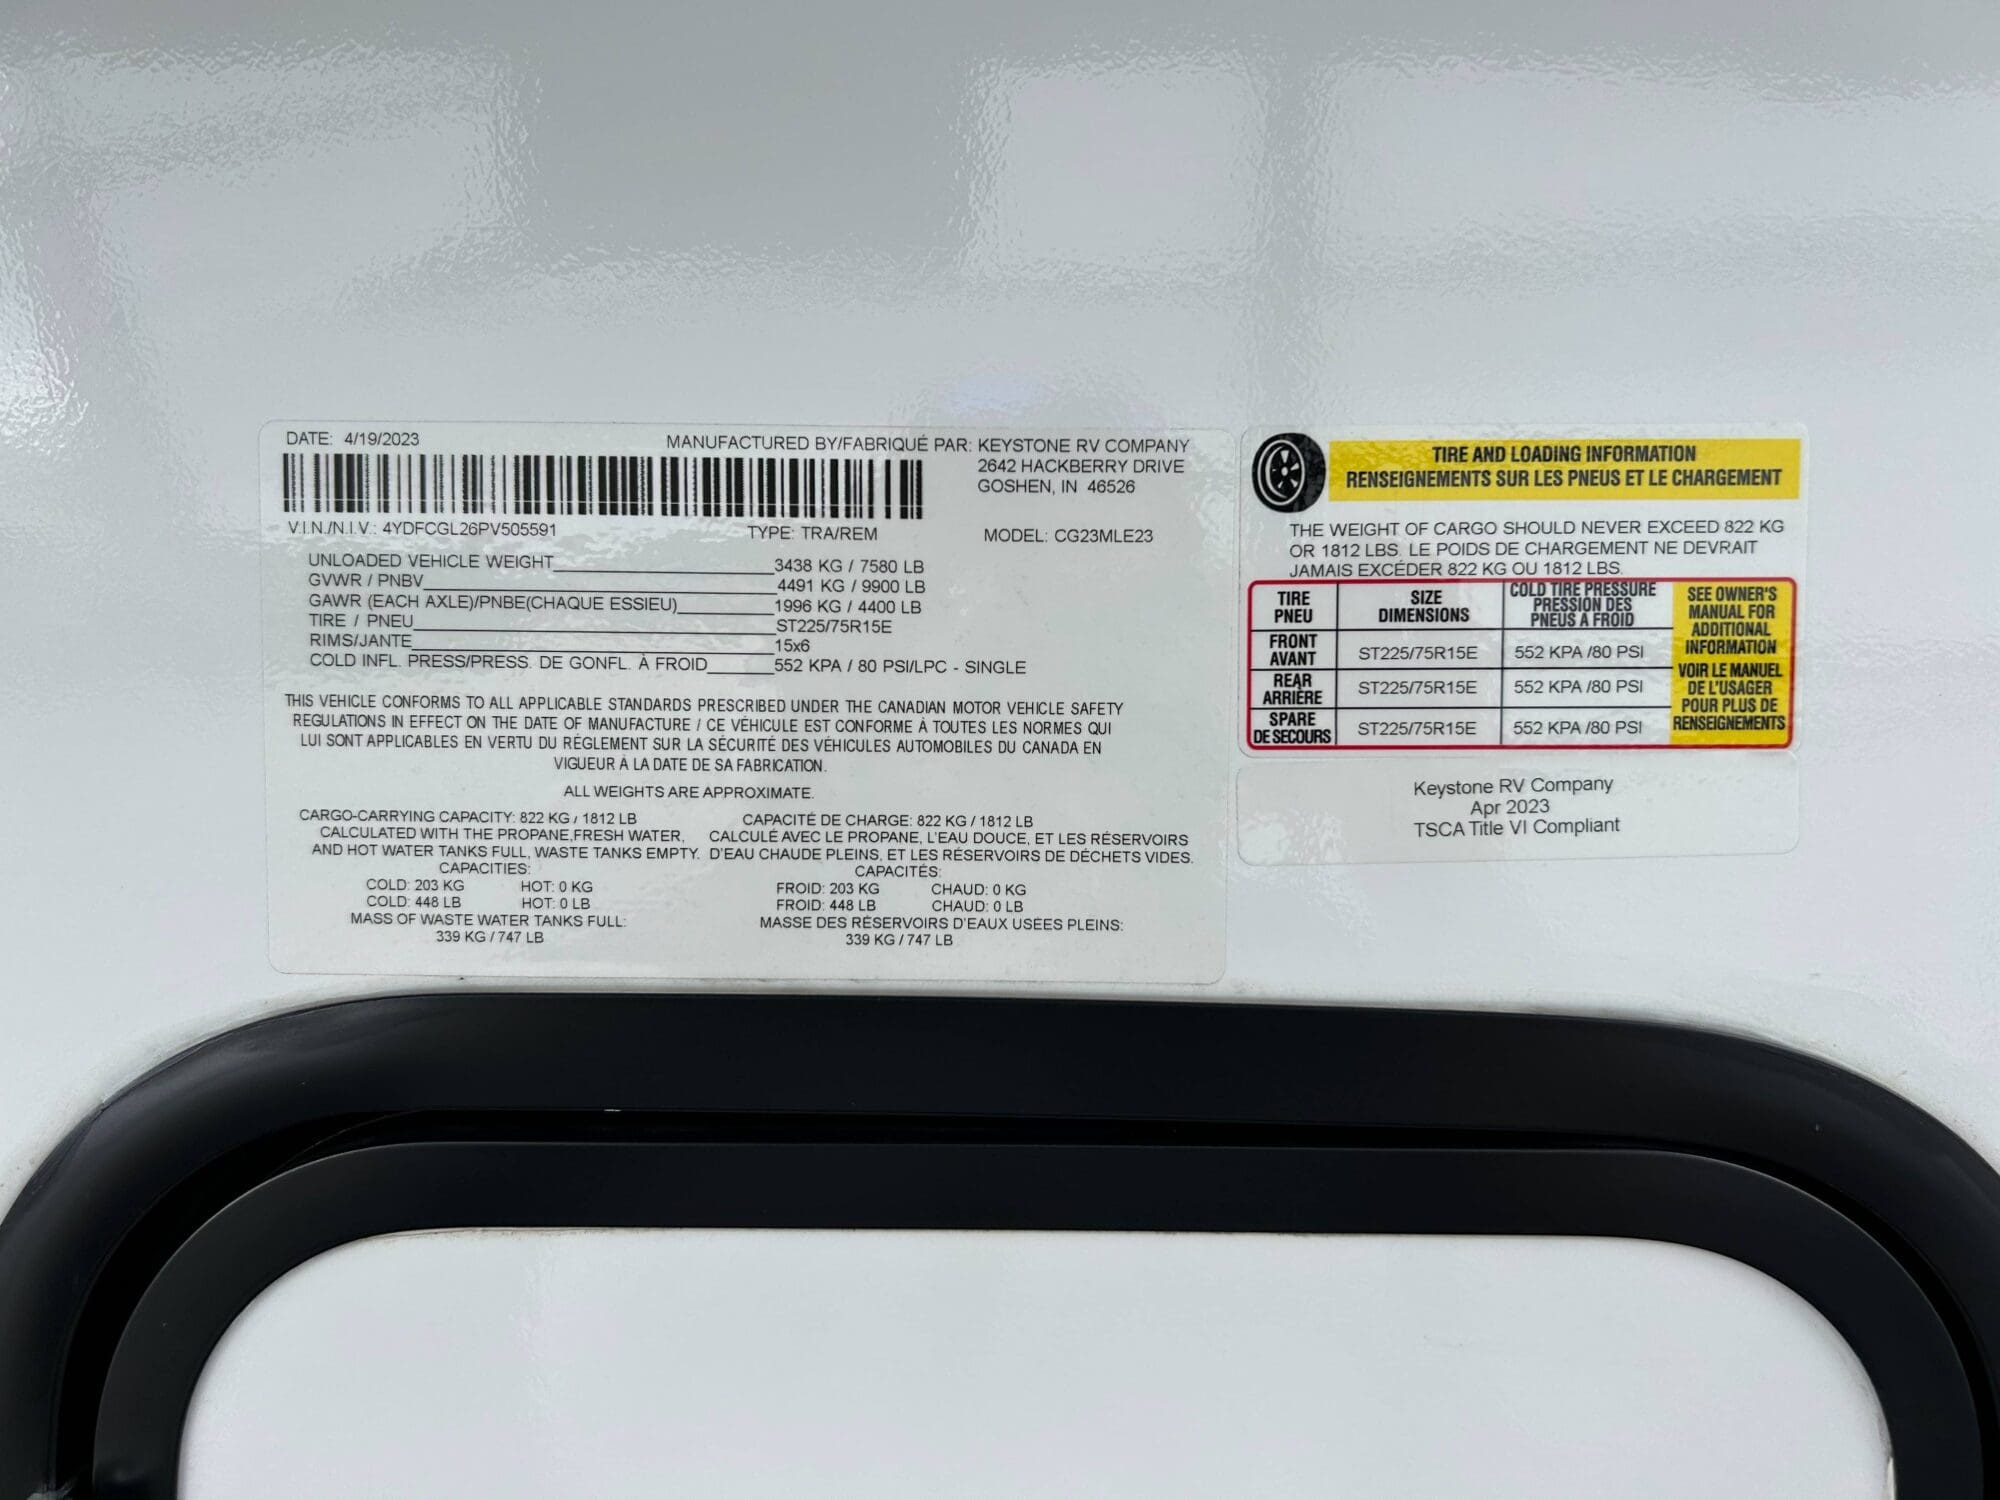 DATE: 4/19/2023
MANUFACTURED BY/FABRIQUÉ PAR: KEYSTONE RV COMPANY
2642 HACKBERRY DRIVE
GOSHEN, IN 46526
V.I.N./N.I.V.: 4YDFCGL26PV505591 TYPE: TRA/REM MODEL: CG23MLE23
UNLOADED VEHICLE WEIGHT 3438 KG / 7580 LB
GVWR / PNBV 4491 KG / 9900 LB
GAWR (EACH AXLE)/PNBE(CHAQUE ESSIEU) 1996 KG / 4400 LB
TIRE / PNEU ST225/75R15E
RIMS/JANTE 15x6
COLD INFL. PRESS/PRESS. DE GONFL. À FROID 552 KPA / 80 PSI/LPC - SINGLE
THIS VEHICLE CONFORMS TO ALL APPLICABLE STANDARDS PRESCRIBED UNDER THE CANADIAN MOTOR VEHICLE SAFETY
REGULATIONS IN EFFECT ON THE DATE OF MANUFACTURE / CE VÉHICULE EST CONFORME À TOUTES LES NORMES QUI
LUI SONT APPLICABLES EN VERTU DU RÉGLEMENT SUR LA SÉCURITÉ DES VÉHICULES AUTOMOBILES DU CANADA EN
VIGUEUR À LA DATE DE SA FABRICATION.
ALL WEIGHTS ARE APPROXIMATE.
CARGO-CARRYING CAPACITY: 822 KG / 1812 LB
CALCULATED WITH THE PROPANE,FRESH WATER,
AND HOT WATER TANKS FULL, WASTE TANKS EMPTY.
CAPACITIES:
COLD: 203 KG HOT: 0 KG
COLD: 448 LB HOT: 0 LB
MASS OF WASTE WATER TANKS FULL:
339 KG / 747 LB
CAPACITÉ DE CHARGE: 822 KG / 1812 LB
CALCULÉ AVEC LE PROPANE, L'EAU DOUCE, ET LES RÉSERVOIRS
D'EAU CHAUDE PLEINS, ET LES RÉSERVOIRS DE DÉCHETS VIDES.
CAPACITÉS:
FROID: 203 KG CHAUD: 0 KG
FROID: 448 LB CHAUD: 0 LB
MASSE DES RÉSERVOIRS D'EAUX USÉES PLEINS:
339 KG / 747 LB
TIRE AND LOADING INFORMATION
RENSEIGNEMENTS SUR LES PNEUS ET LE CHARGEMENT
THE WEIGHT OF CARGO SHOULD NEVER EXCEED 822 KG
OR 1812 LBS. LE POIDS DE CHARGEMENT NE DEVRAIT
JAMAIS EXCÉDER 822 KG OU 1812 LBS.
TIRE
PNEU
SIZE
DIMENSIONS
COLD TIRE PRESSURE
PRESSION DES
PNEUS A FROID
FRONT
AVANT
ST225/75R15E 552 KPA /80 PSI
REAR
ARRIÈRE
ST225/75R15E 552 KPA /80 PSI
SPARE
DE SECOURS
ST225/75R15E 552 KPA /80 PSI
SEE OWNER'S
MANUAL FOR
ADDITIONAL
INFORMATION
VOIR LE MANUEL
DE L'USAGER
POUR PLUS DE
RENSEIGNEMENTS
Keystone RV Company
Apr 2023
TSCA Title VI Compliant